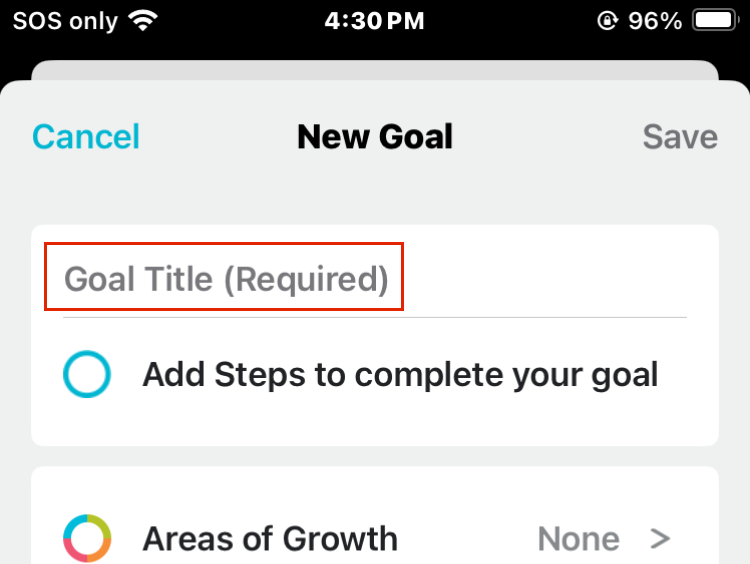 SOS only 4:30 PM 96%
Cancel New Goal Save
Goal Title (Required)
Add Steps to complete your goal
Areas of Growth None >